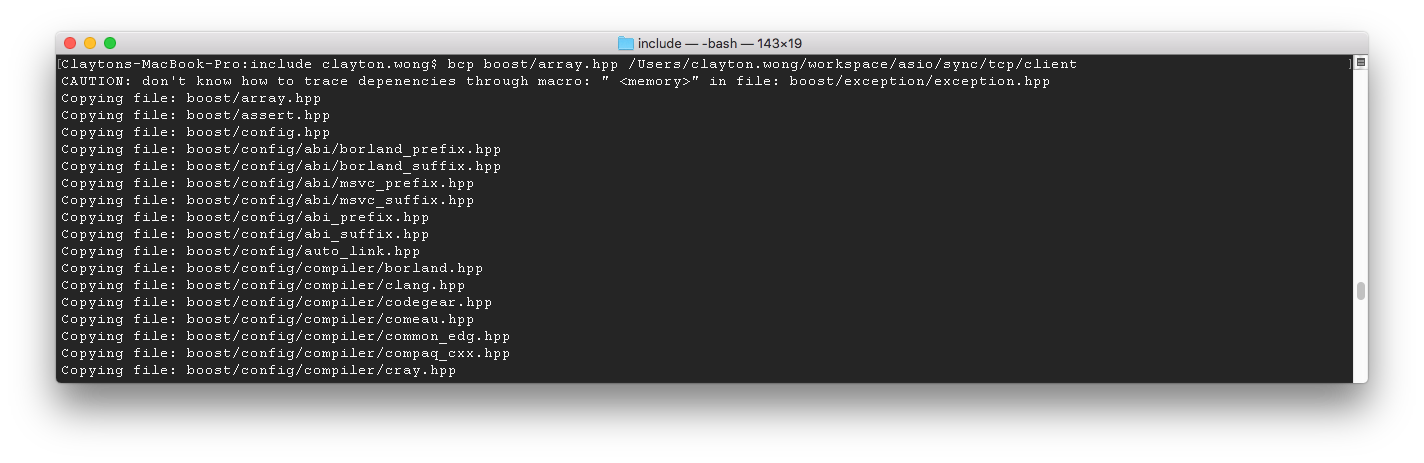 include — -bash — 143×19
[Claytons-MacBook-Pro:include clayton.wong$ bcp boost/array.hpp /Users/clayton.wong/workspace/asio/sync/tcp/client ]
CAUTION: don't know how to trace depenencies through macro: " <memory>" in file: boost/exception/exception.hpp
Copying file: boost/array.hpp
Copying file: boost/assert.hpp
Copying file: boost/config.hpp
Copying file: boost/config/abi/borland_prefix.hpp
Copying file: boost/config/abi/borland_suffix.hpp
Copying file: boost/config/abi/msvc_prefix.hpp
Copying file: boost/config/abi/msvc_suffix.hpp
Copying file: boost/config/abi_prefix.hpp
Copying file: boost/config/abi_suffix.hpp
Copying file: boost/config/auto_link.hpp
Copying file: boost/config/compiler/borland.hpp
Copying file: boost/config/compiler/clang.hpp
Copying file: boost/config/compiler/codegear.hpp
Copying file: boost/config/compiler/comeau.hpp
Copying file: boost/config/compiler/common_edg.hpp
Copying file: boost/config/compiler/compaq_cxx.hpp
Copying file: boost/config/compiler/cray.hpp